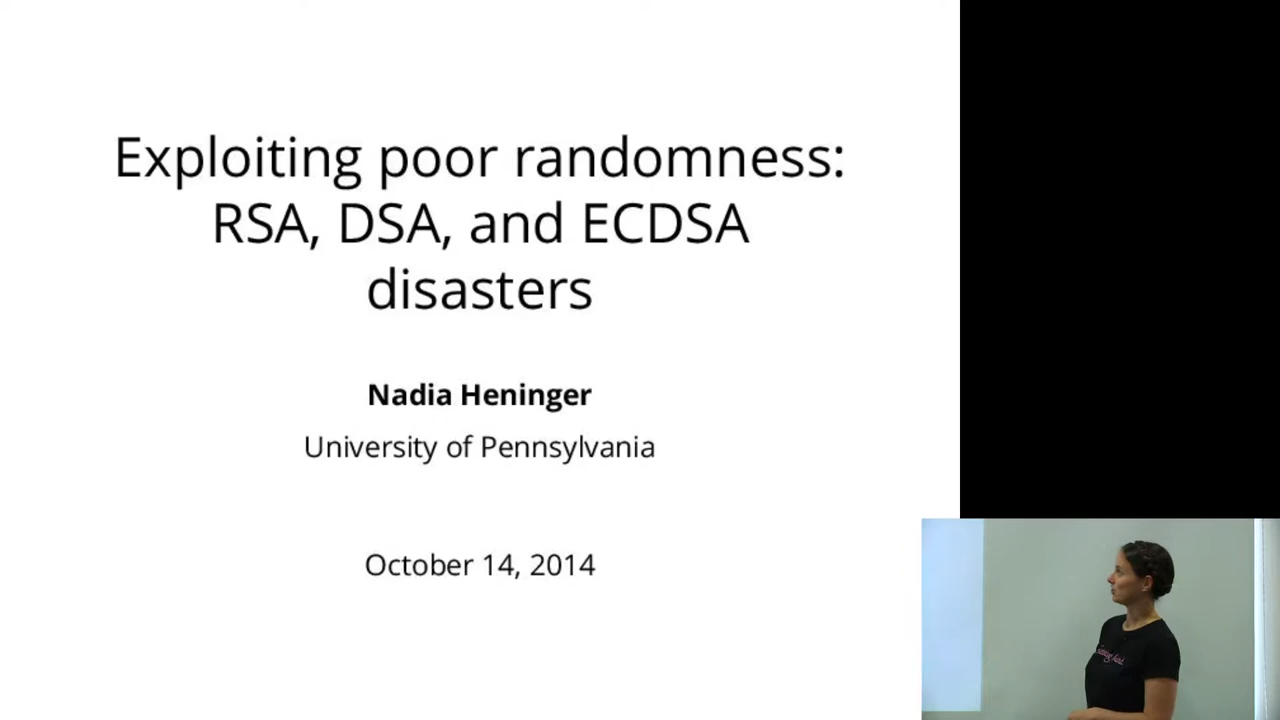 Exploiting poor randomness:
RSA, DSA, and ECDSA
disasters
Nadia Heninger
University of Pennsylvania
October 14, 2014